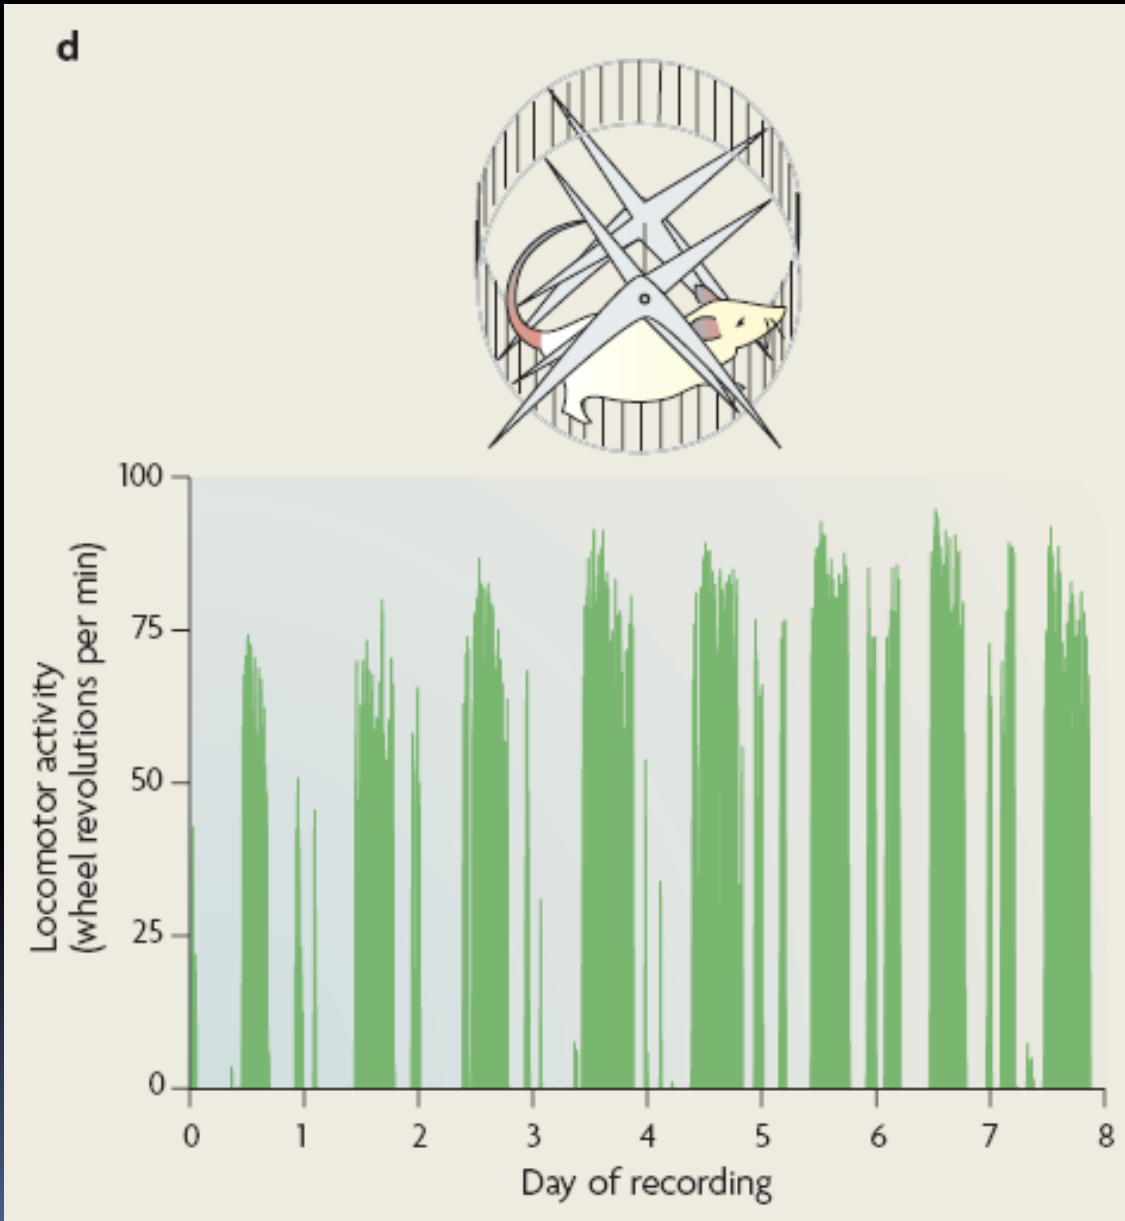 d
100
75
50
25
0
Locomotor activity
(wheel revolutions per min)
0 1 2 3 4 5 6 7 8
Day of recording